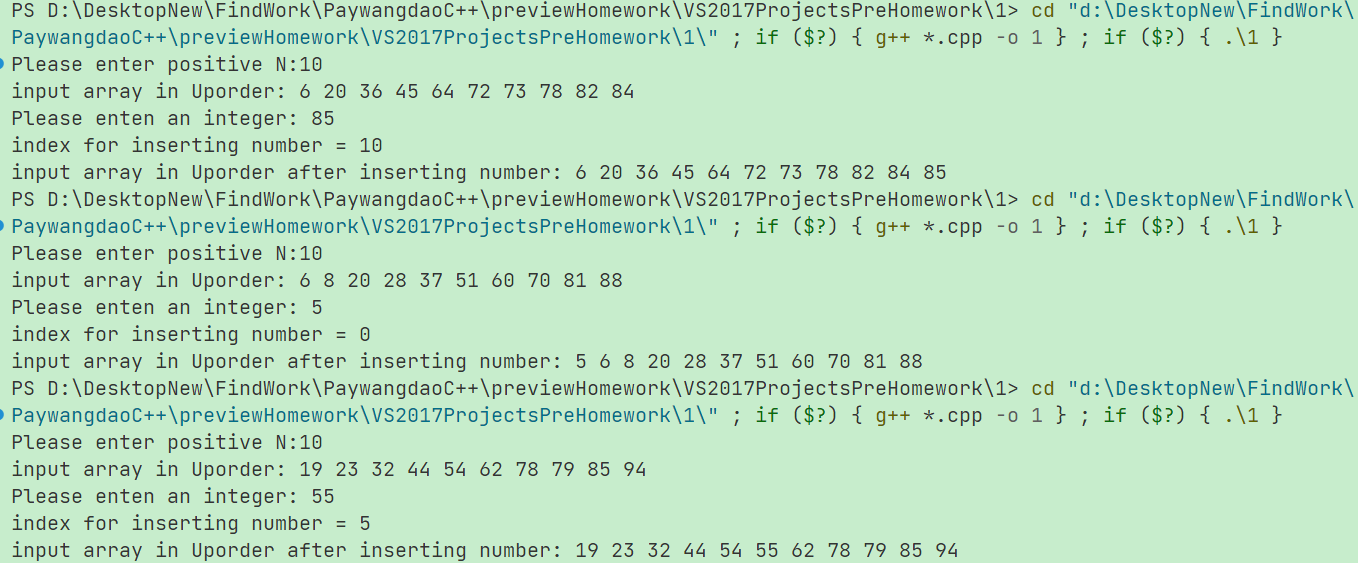 PS D:\DesktopNew\FindWork\PaywangdaoC++\previewHomework\VS2017ProjectsPreHomework\1> cd "d:\DesktopNew\FindWork\
PaywangdaoC++\previewHomework\VS2017ProjectsPreHomework\1\" ; if ($?) { g++ *.cpp -o 1 } ; if ($?) { .\1 }
Please enter positive N:10
input array in Uporder: 6 20 36 45 64 72 73 78 82 84
Please enten an integer: 85
index for inserting number = 10
input array in Uporder after inserting number: 6 20 36 45 64 72 73 78 82 84 85
PS D:\DesktopNew\FindWork\PaywangdaoC++\previewHomework\VS2017ProjectsPreHomework\1> cd "d:\DesktopNew\FindWork\
PaywangdaoC++\previewHomework\VS2017ProjectsPreHomework\1\" ; if ($?) { g++ *.cpp -o 1 } ; if ($?) { .\1 }
Please enter positive N:10
input array in Uporder: 6 8 20 28 37 51 60 70 81 88
Please enten an integer: 5
index for inserting number = 0
input array in Uporder after inserting number: 5 6 8 20 28 37 51 60 70 81 88
PS D:\DesktopNew\FindWork\PaywangdaoC++\previewHomework\VS2017ProjectsPreHomework\1> cd "d:\DesktopNew\FindWork\
PaywangdaoC++\previewHomework\VS2017ProjectsPreHomework\1\" ; if ($?) { g++ *.cpp -o 1 } ; if ($?) { .\1 }
Please enter positive N:10
input array in Uporder: 19 23 32 44 54 62 78 79 85 94
Please enten an integer: 55
index for inserting number = 5
input array in Uporder after inserting number: 19 23 32 44 54 55 62 78 79 85 94